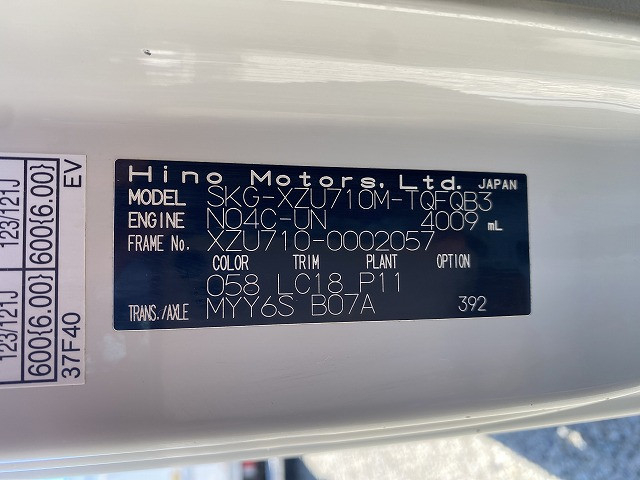 Hino Motors, Ltd. JAPAN
MODEL SKG-XZU710M-TQFQB3
ENGINE N04C-UN 4009 mL
FRAME No. XZU710-0002057
COLOR TRIM PLANT OPTION
058 LC18 P11
TRANS./AXLE MYY6S B07A 392
123/121J 123/121J
600(6.00) 600(6.00)
37F40 EV